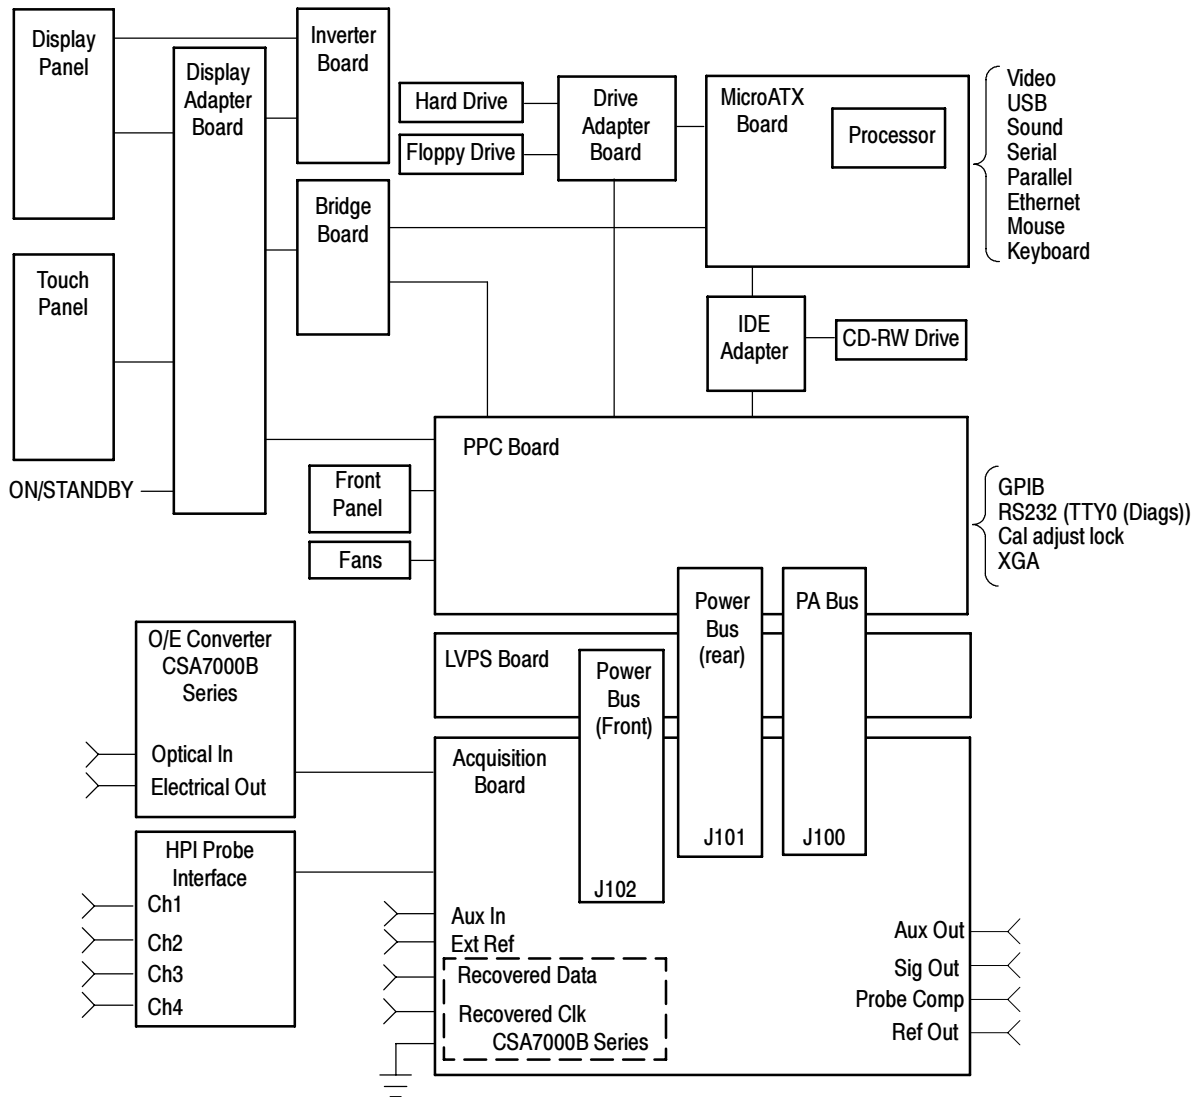 Display
Panel
Display
Adapter
Board
Inverter
Board
Hard Drive
Floppy Drive
Drive
Adapter
Board
MicroATX
Board
Processor
Video
USB
Sound
Serial
Parallel
Ethernet
Mouse
Keyboard
Bridge
Board
Touch
Panel
IDE
Adapter
CD-RW Drive
ON/STANDBY
PPC Board
Front
Panel
Fans
GPIB
RS232 (TTY0 (Diags))
Cal adjust lock
XGA
Power
Bus
(rear)
J101
PA Bus
J100
LVPS Board
Power
Bus
(Front)
J102
O/E Converter
CSA7000B
Series
Optical In
Electrical Out
HPI Probe
Interface
Ch1
Ch2
Ch3
Ch4
Acquisition
Board
Aux In
Ext Ref
Recovered Data
Recovered Clk
CSA7000B Series
Aux Out
Sig Out
Probe Comp
Ref Out